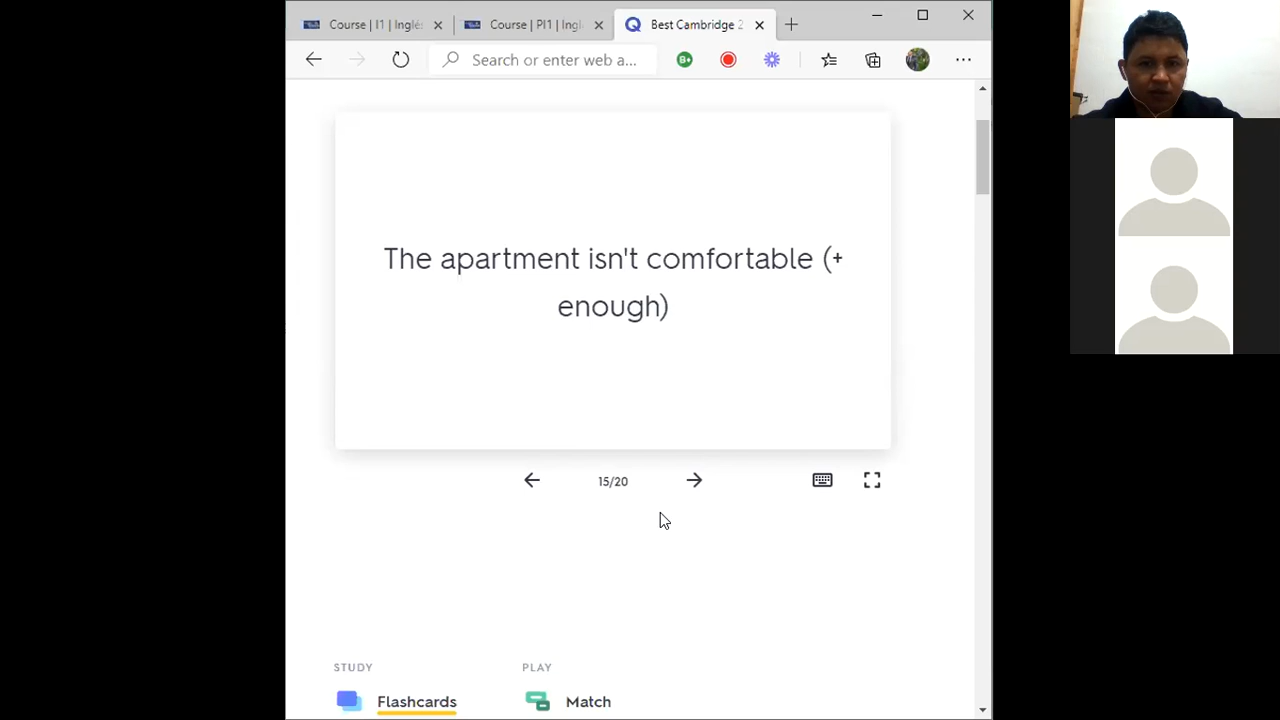 Course | I1 | Inglé
Course | PI1 | Ingl
Best Cambridge 2
Search or enter web a...
The apartment isn't comfortable (+
enough)
15/20
STUDY
PLAY
Flashcards
Match